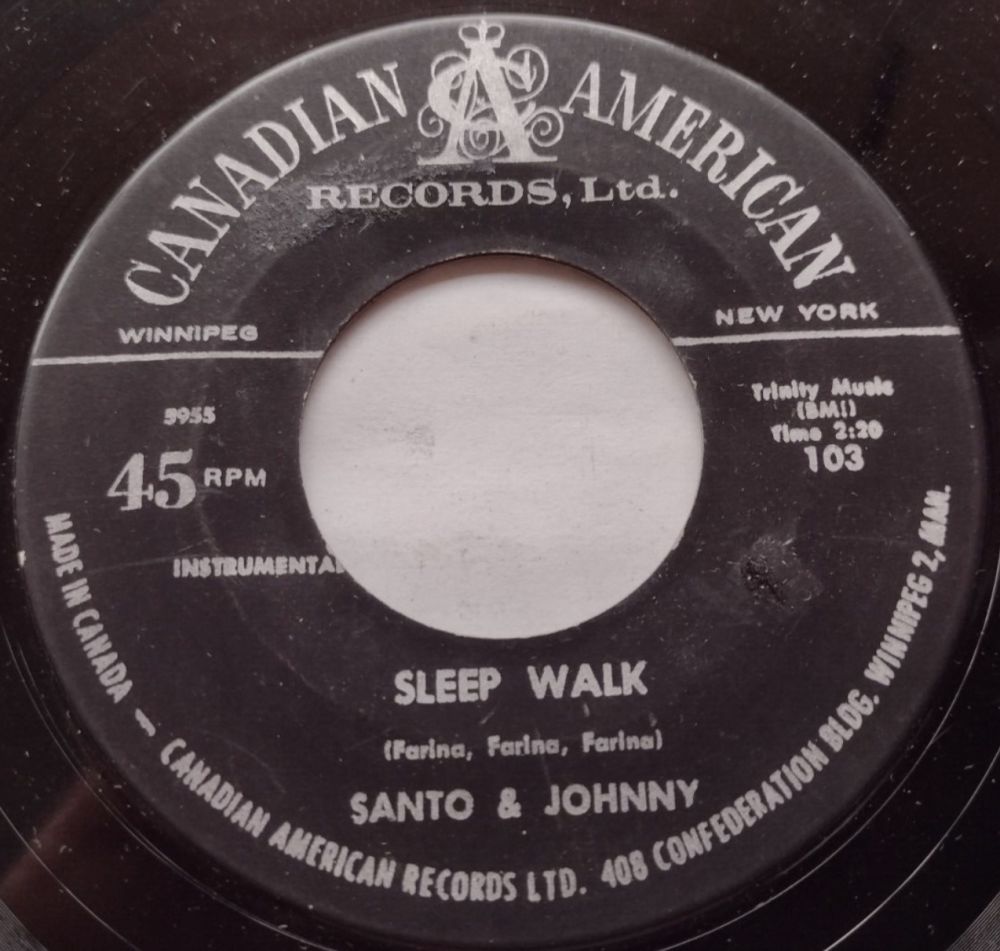 CANADIAN AMERICAN
RECORDS, Ltd.
WINNIPEG
NEW YORK
5955
45 RPM
INSTRUMENTAL
Trinity Music
(BMI)
Time 2:20
103
SLEEP WALK
(Farina, Farina, Farina)
SANTO & JOHNNY
MADE IN CANADA — CANADIAN AMERICAN RECORDS LTD. 408 CONFEDERATION BLDG. WINNIPEG 2, MAN.